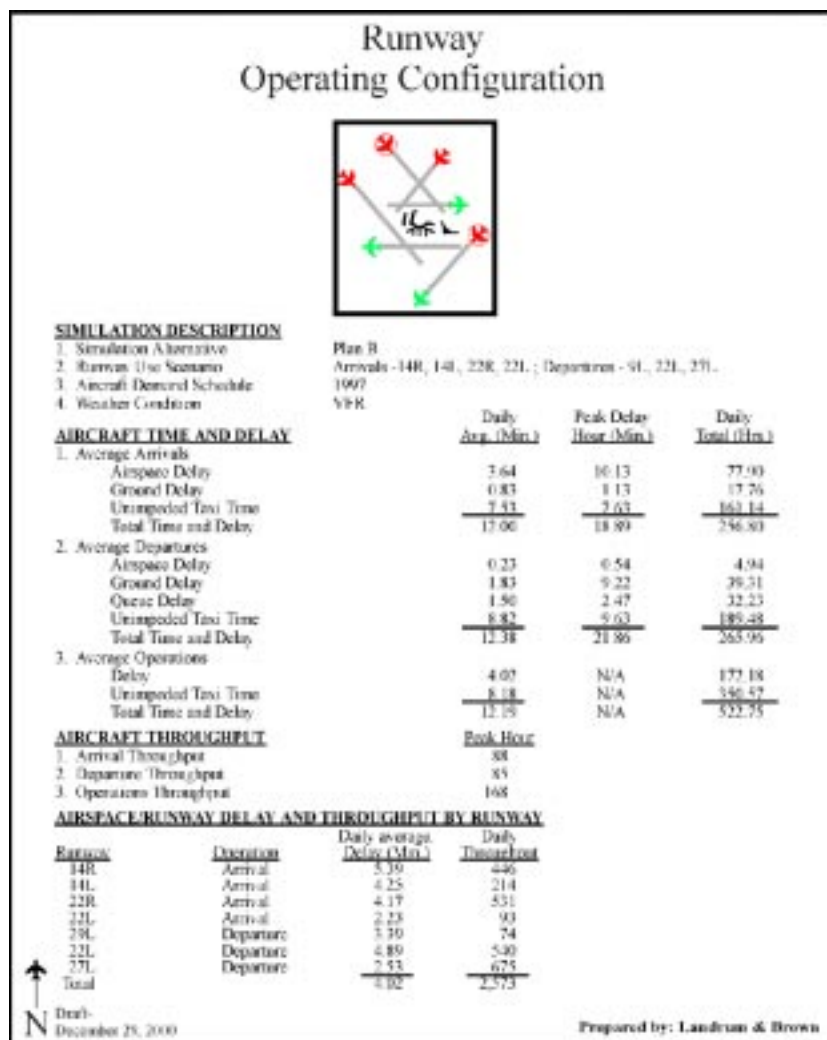 Runway
Operating Configuration
SIMULATION DESCRIPTION
1. Simulation Alternative Plan B
2. Runway Use Scenario Arrivals -14R, 14L, 22R, 22L ; Departures - 9L, 22L, 27L
3. Aircraft Demand Schedule 1997
4. Weather Condition VFR
Daily Peak Delay Daily
AIRCRAFT TIME AND DELAY Avg. (Min.) Hour (Min.) Total (Hrs.)
1. Average Arrivals
Airspace Delay 3.64 10.13 77.90
Ground Delay 0.83 1.13 17.76
Unimpeded Taxi Time 7.53 7.63 161.14
Total Time and Delay 12.00 18.89 256.80
2. Average Departures
Airspace Delay 0.23 0.54 4.94
Ground Delay 1.83 9.22 39.31
Queue Delay 1.50 2.47 32.23
Unimpeded Taxi Time 8.82 9.63 189.48
Total Time and Delay 12.38 21.86 265.96
3. Average Operations
Delay 4.02 N/A 172.18
Unimpeded Taxi Time 8.18 N/A 350.57
Total Time and Delay 12.19 N/A 522.75
AIRCRAFT THROUGHPUT Peak Hour
1. Arrival Throughput 88
2. Departure Throughput 85
3. Operations Throughput 168
AIRSPACE/RUNWAY DELAY AND THROUGHPUT BY RUNWAY
Daily average Daily
Runway Operation Delay (Min.) Throughput
14R Arrival 5.39 446
14L Arrival 4.25 214
22R Arrival 4.17 531
22L Arrival 2.23 93
Departure 3.39 74
22L Departure 4.89 540
27L Departure 2.53 675
Total 4.02 2,573
N
Draft-
December 29, 2000 Prepared by: Landrum & Brown